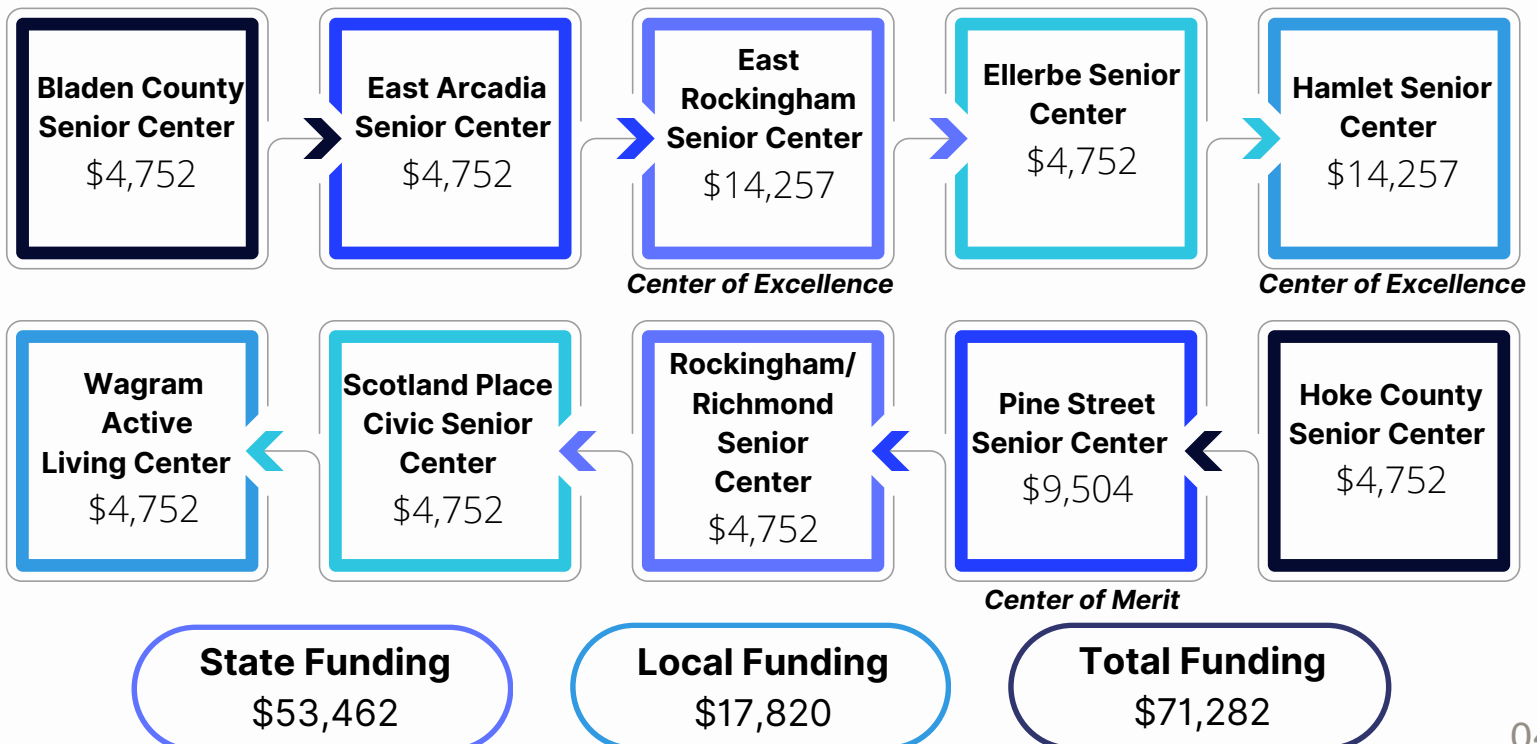 Bladen County
Senior Center
$4,752
East Arcadia
Senior Center
$4,752
East
Rockingham
Senior Center
$14,257
Center of Excellence
Ellerbe Senior
Center
$4,752
Hamlet Senior
Center
$14,257
Center of Excellence
Wagram
Active
Living Center
$4,752
Scotland Place
Civic Senior
Center
$4,752
Rockingham/
Richmond
Senior
Center
$4,752
Pine Street
Senior Center
$9,504
Center of Merit
Hoke County
Senior Center
$4,752
State Funding
$53,462
Local Funding
$17,820
Total Funding
$71,282